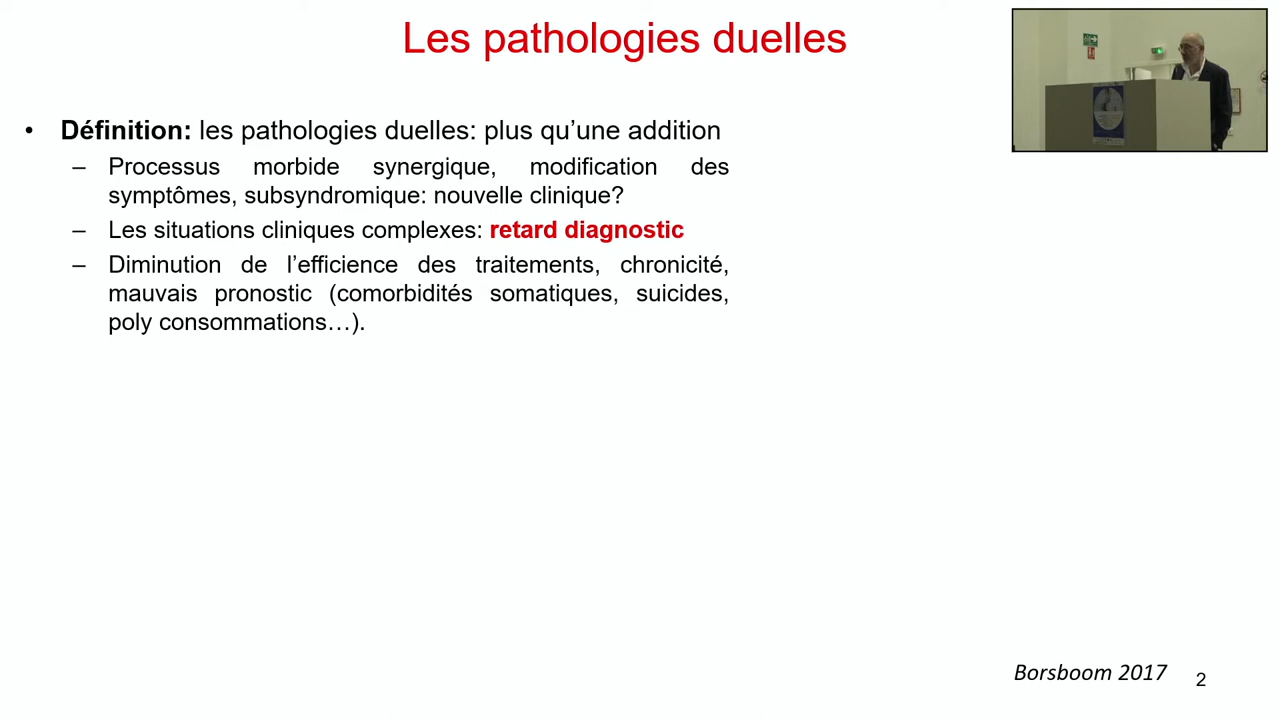 Les pathologies duelles
• Définition: les pathologies duelles: plus qu’une addition
– Processus morbide synergique, modification des
symptômes, subsyndromique: nouvelle clinique?
– Les situations cliniques complexes: retard diagnostic
– Diminution de l’efficience des traitements, chronicité,
mauvais pronostic (comorbidités somatiques, suicides,
poly consommations…).
Borsboom 2017
2